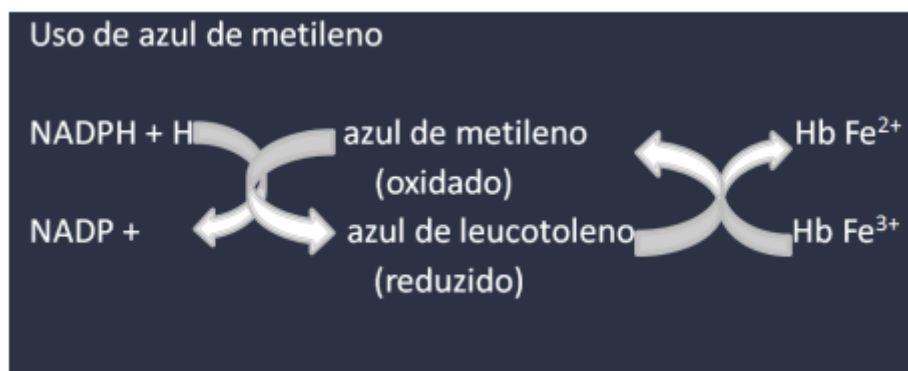 Uso de azul de metileno
NADPH + H azul de metileno Hb Fe²⁺
(oxidado)
NADP + azul de leucotoleno Hb Fe³⁺
(reduzido)